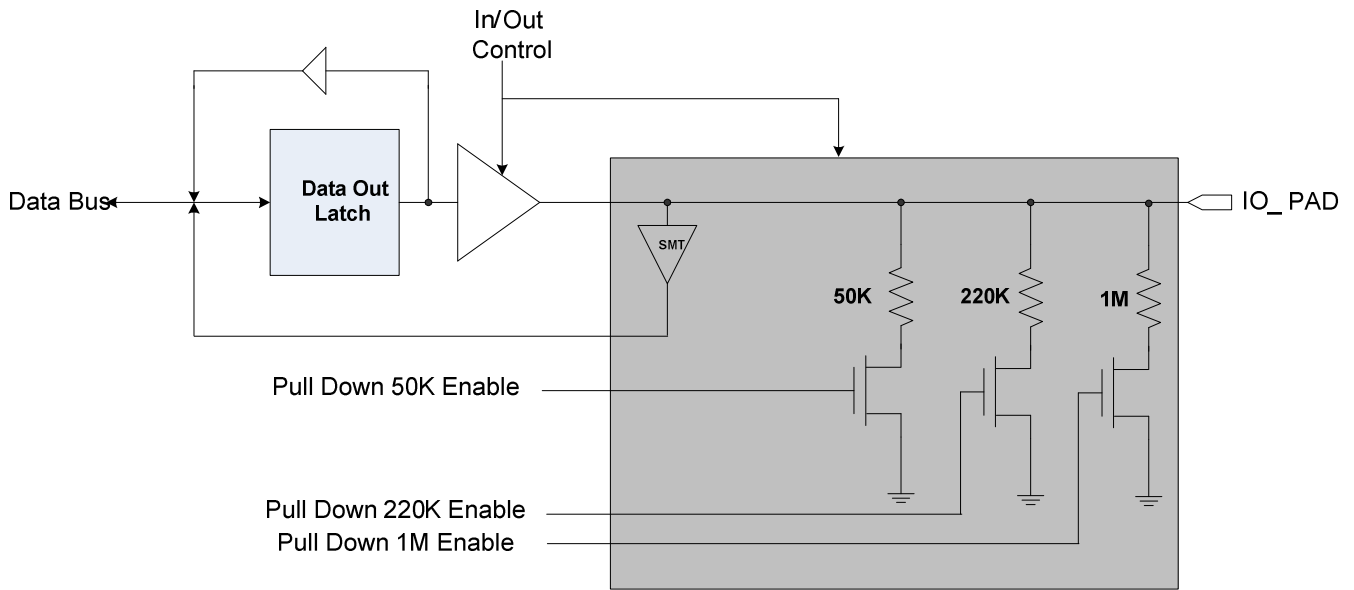 In/Out
Control
Data Bus
Data Out
Latch
SMT
IO_ PAD
50K
220K
1M
Pull Down 50K Enable
Pull Down 220K Enable
Pull Down 1M Enable